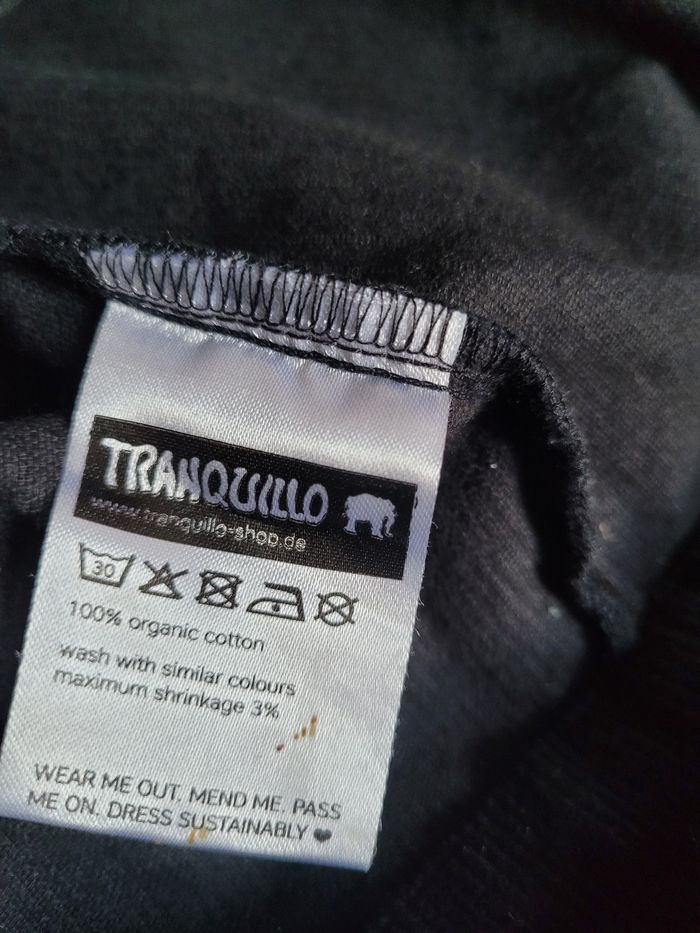 TRANQUILLO
www.tranquillo-shop.de
30
100% organic cotton
wash with similar colours
maximum shrinkage 3%
WEAR ME OUT. MEND ME. PASS
ME ON. DRESS SUSTAINABLY ♥